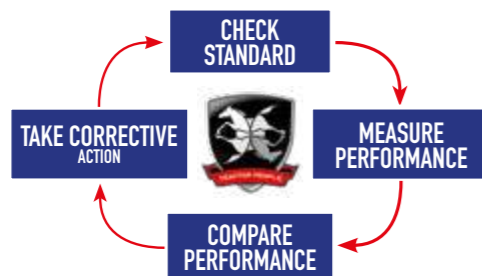 CHECK
STANDARD
TAKE CORRECTIVE
ACTION
MEASURE
PERFORMANCE
COMPARE
PERFORMANCE